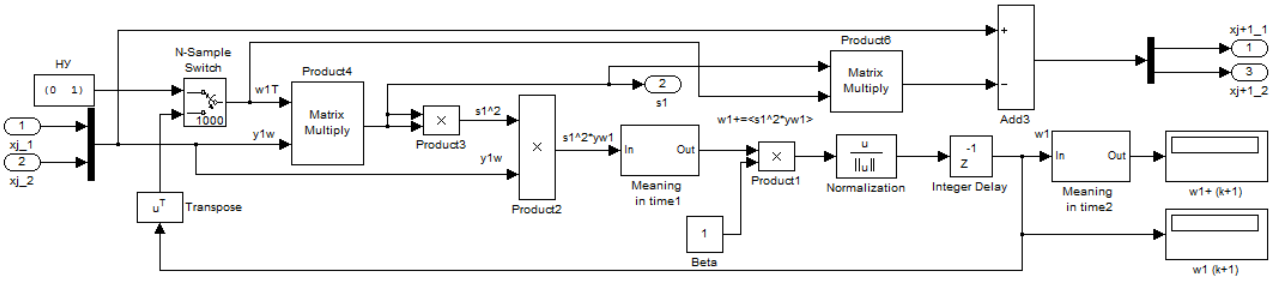 xj+1_1
1
3
xj+1_2
N-Sample
Switch
НУ
(0 1)
1000
w1T
Product4
Matrix
Multiply
y1w
1
xj_1
2
xj_2
Product3
×
s1^2
y1w
×
Product2
2
s1
s1^2*yw1
Product6
Matrix
Multiply
+
−
Add3
w1+=<s1^2*yw1>
In Out
Meaning
in time1
×
Product1
u
||u||
Normalization
-1
Z
Integer Delay
w1
In Out
Meaning
in time2
w1+ (k+1)
u^T
Transpose
1
Beta
w1 (k+1)